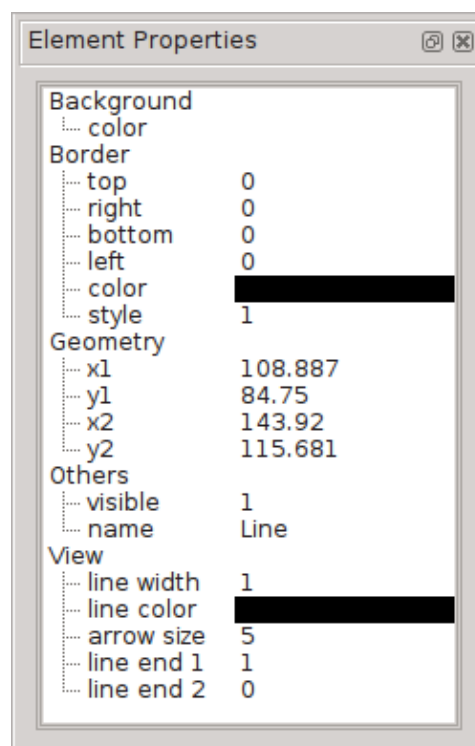 Element Properties
Background
color
Border
top 0
right 0
bottom 0
left 0
color
style 1
Geometry
x1 108.887
y1 84.75
x2 143.92
y2 115.681
Others
visible 1
name Line
View
line width 1
line color
arrow size 5
line end 1 1
line end 2 0